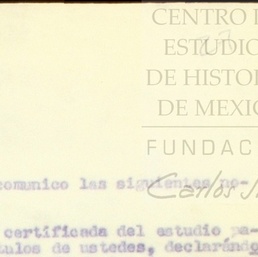 CENTRO
ESTUDIO
DE HISTOR
DE MEXIC
FUNDAC
comunico las siguientes no-
Carlos
certificada del estudio pa-
tulos de ustedes, declarándo